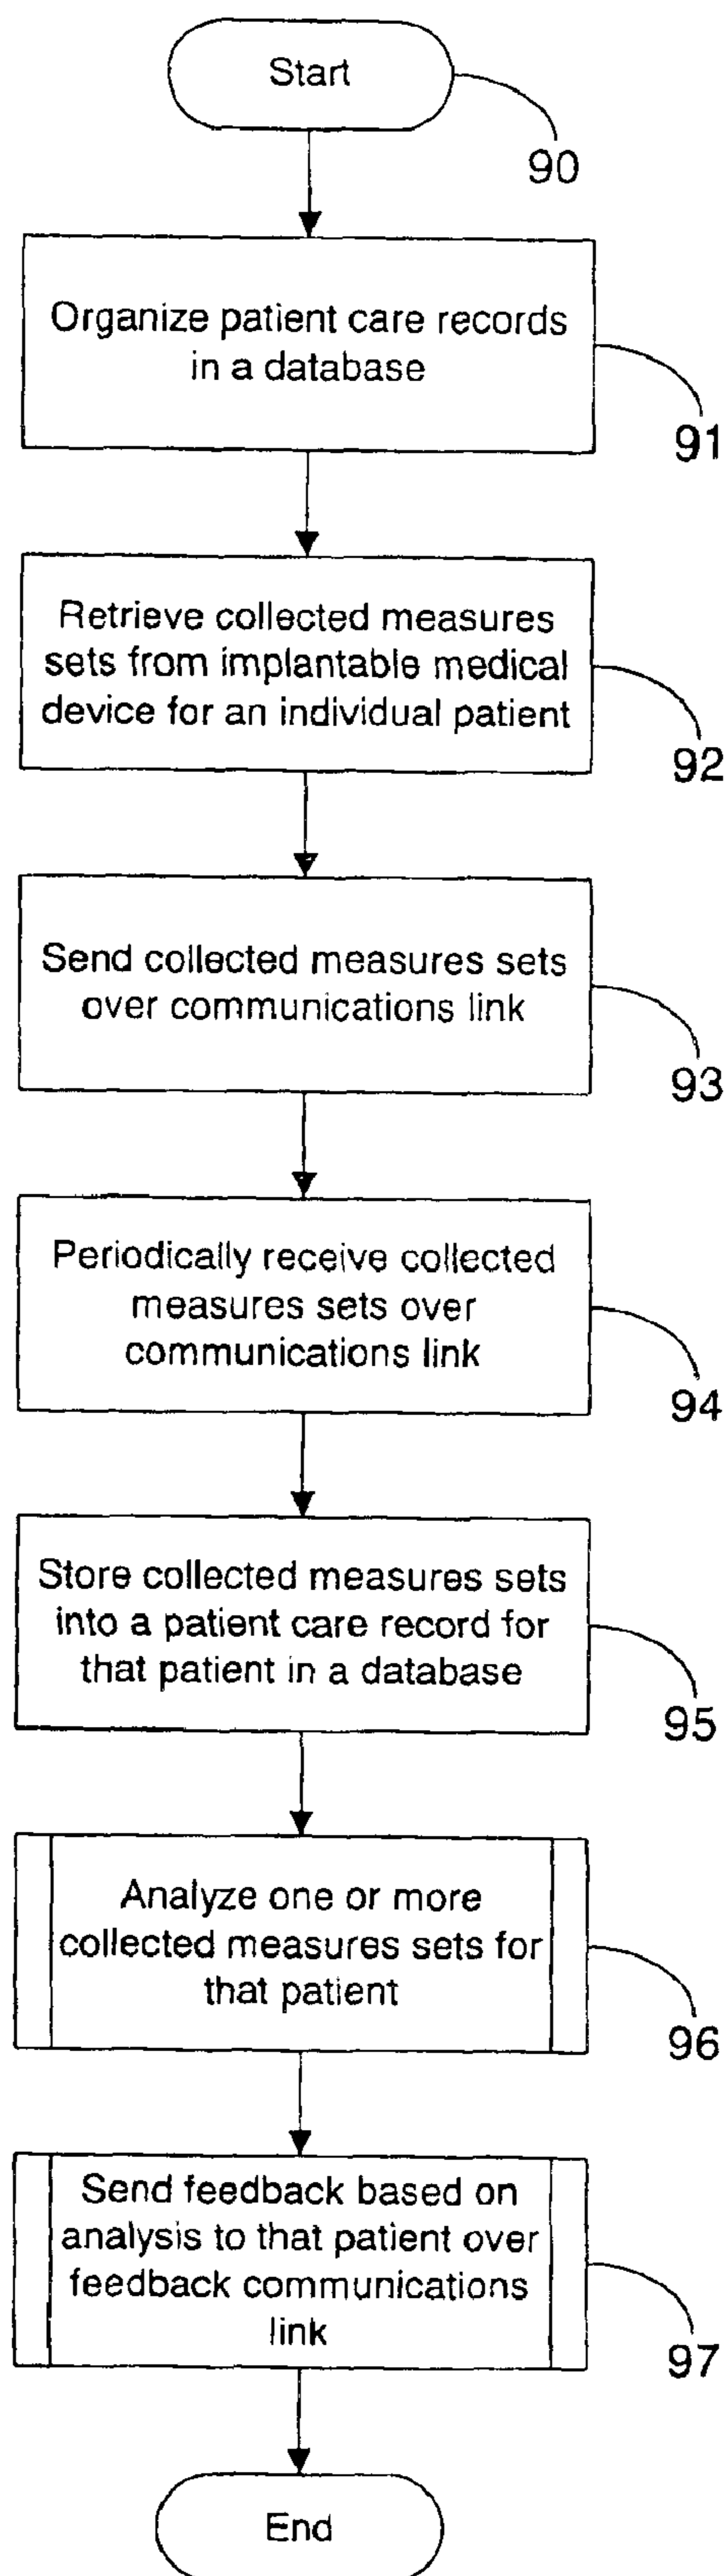 Start
90
Organize patient care records
in a database
91
Retrieve collected measures
sets from implantable medical
device for an individual patient
92
Send collected measures sets
over communications link
93
Periodically receive collected
measures sets over
communications link
94
Store collected measures sets
into a patient care record for
that patient in a database
95
Analyze one or more
collected measures sets for
that patient
96
Send feedback based on
analysis to that patient over
feedback communications
link
97
End